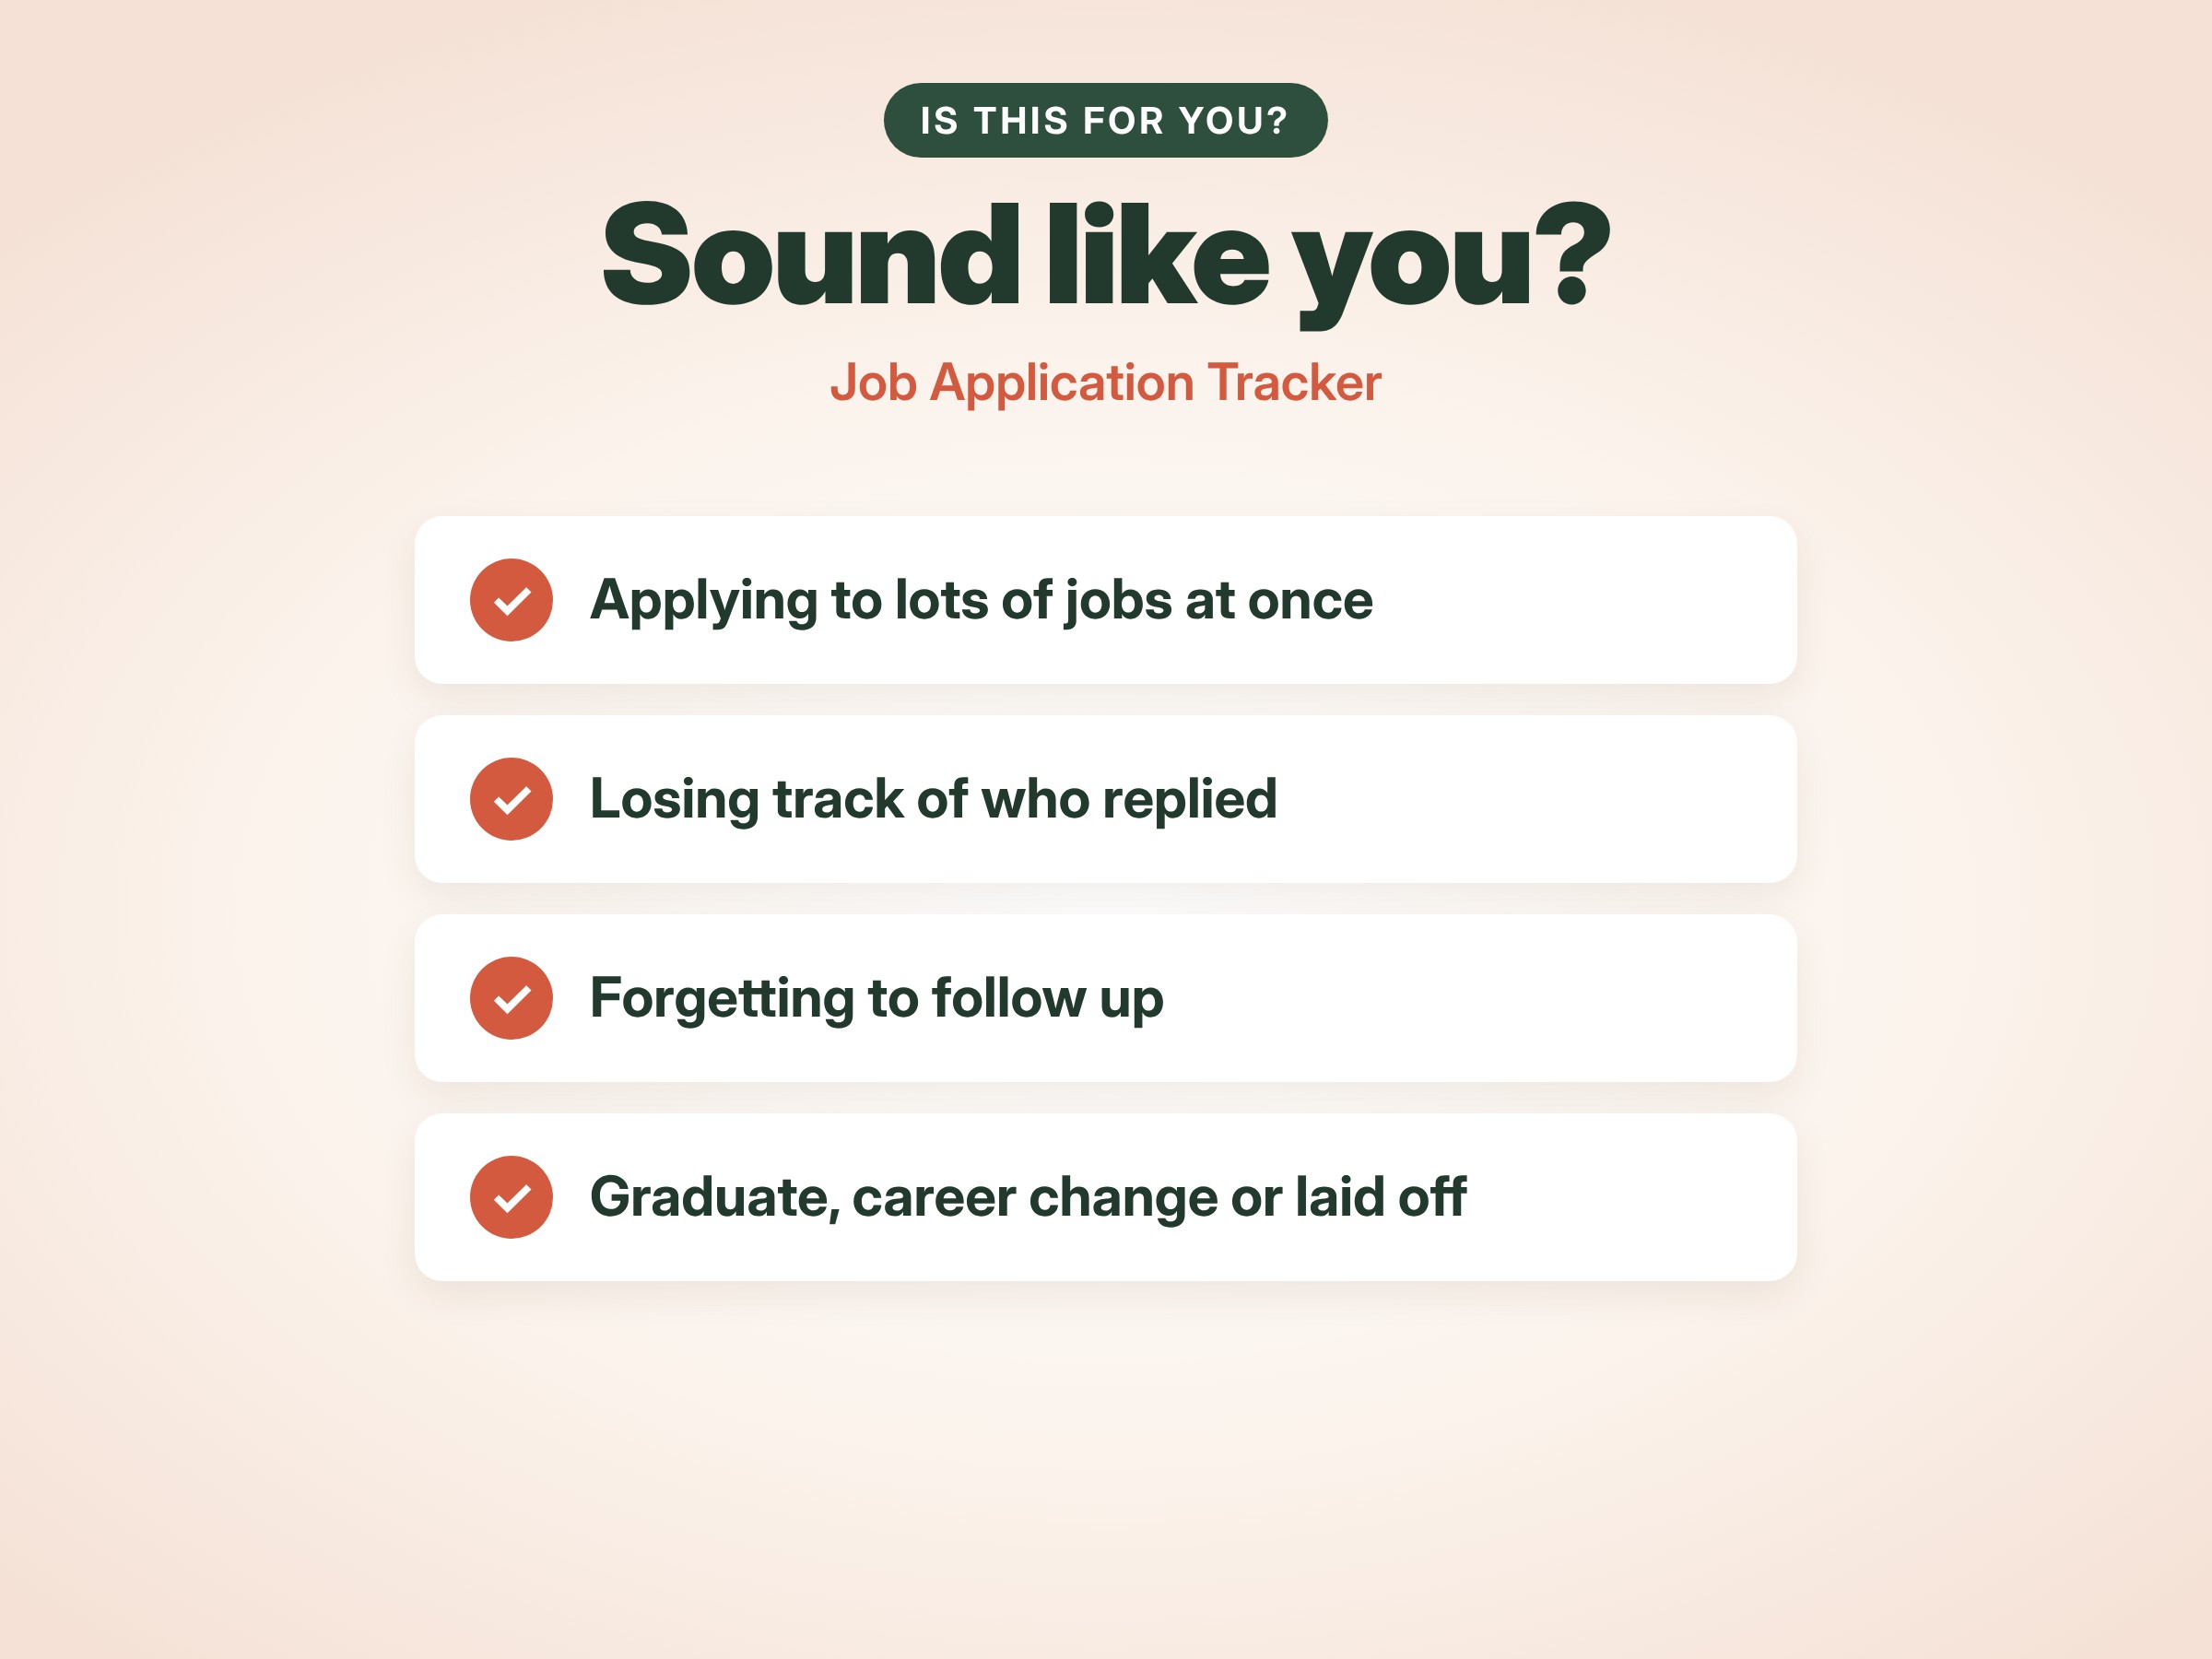 IS THIS FOR YOU?
Sound like you?
Job Application Tracker
Applying to lots of jobs at once
Losing track of who replied
Forgetting to follow up
Graduate, career change or laid off